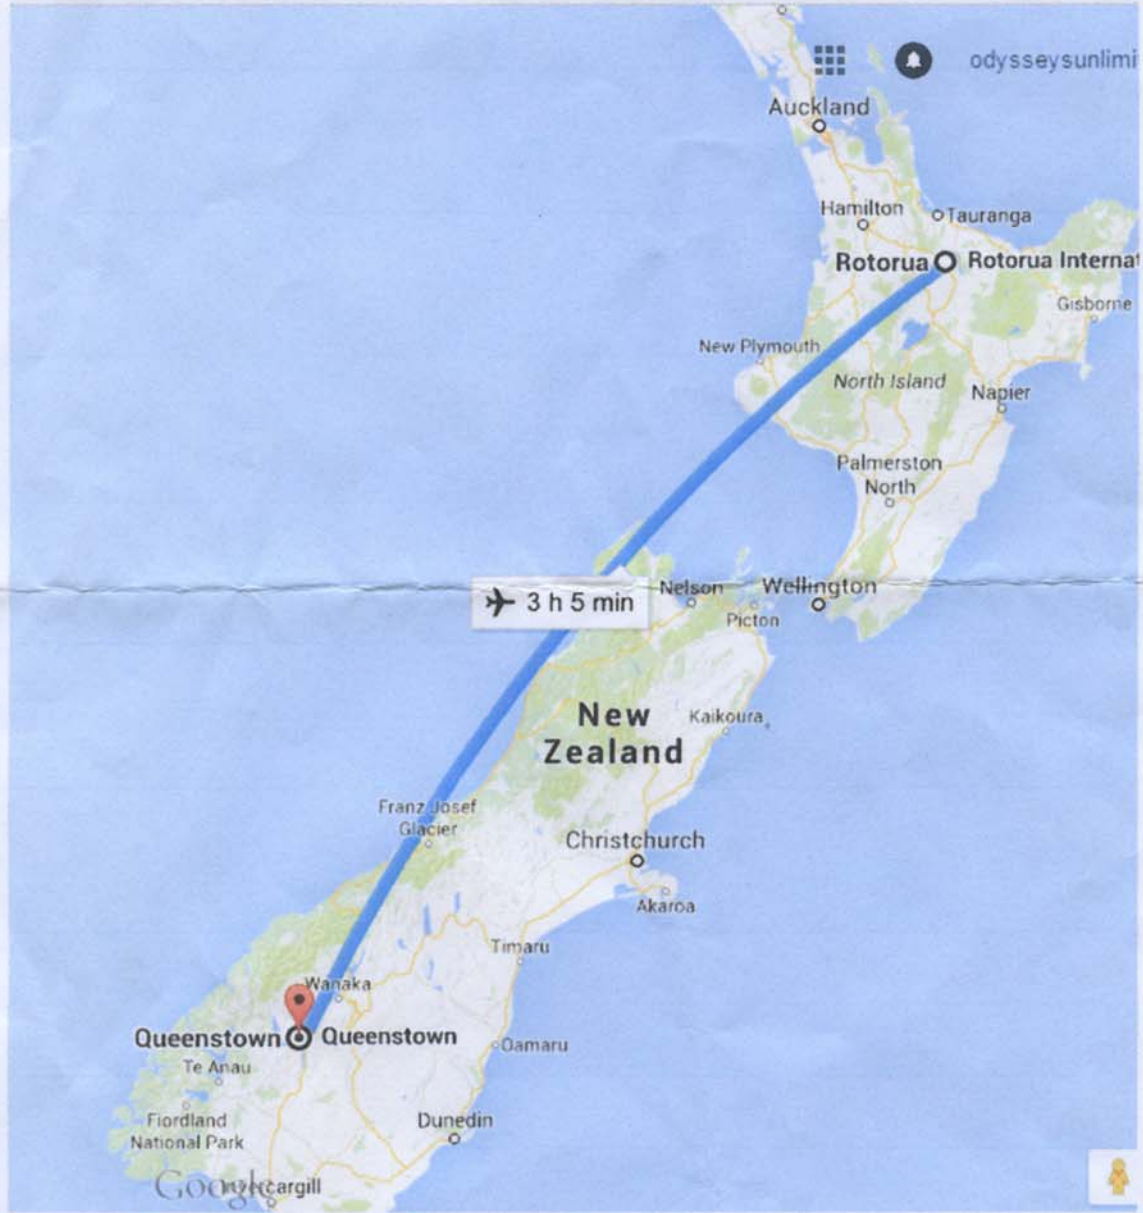 odysseysunlimi
Auckland
Hamilton
Tauranga
Rotorua
Rotorua Internat
Gisborne
New Plymouth
North Island
Napier
Palmerston
North
Nelson
Wellington
3 h 5 min
Picton
New
Zealand
Kaikoura
Franz Josef
Glacier
Christchurch
Akaroa
Timaru
Wanaka
Queenstown
Queenstown
Oamaru
Te Anau
Fiordland
National Park
Dunedin
Google
Invercargill